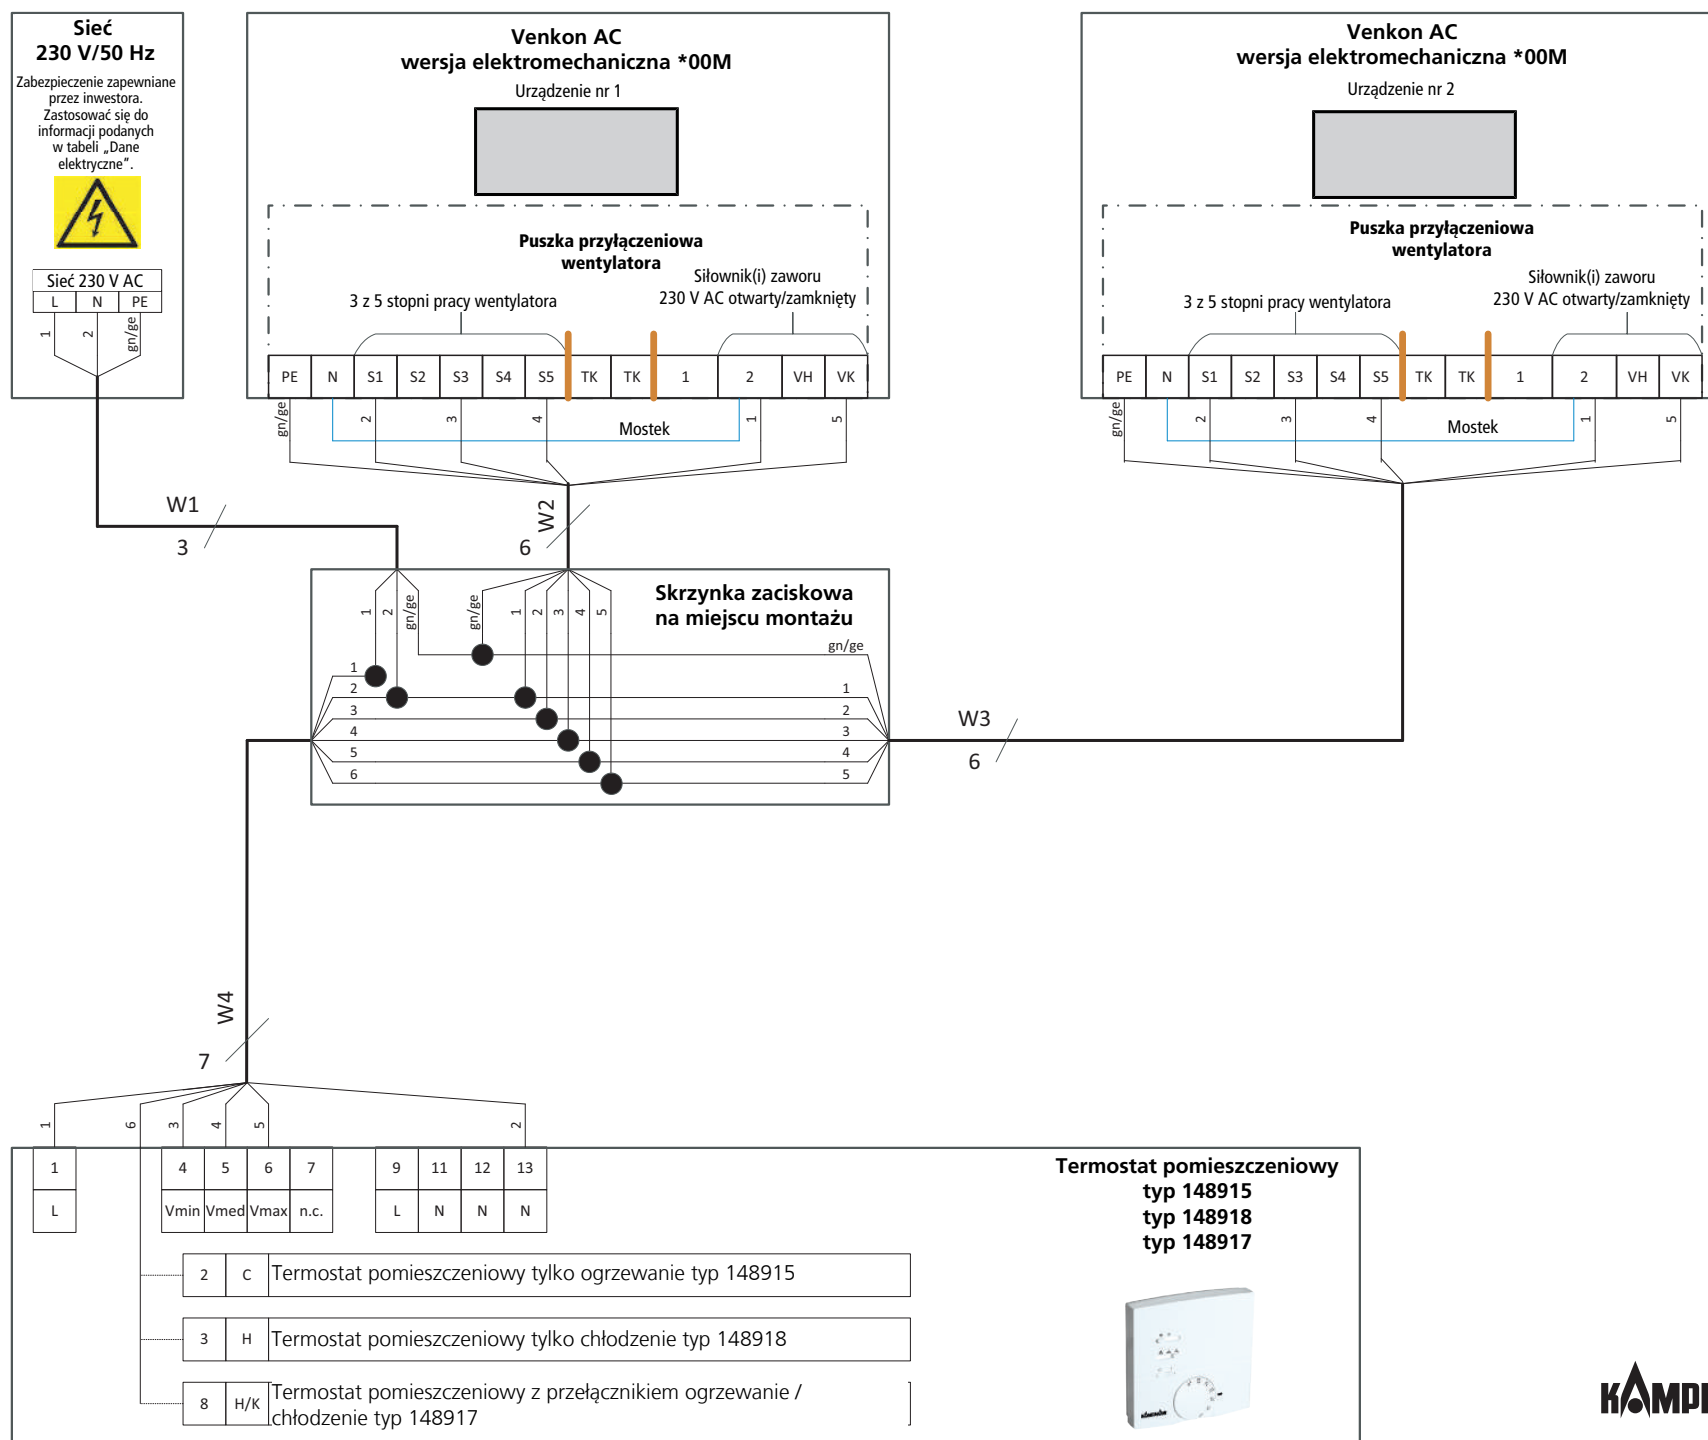 Sieć
230 V/50 Hz
Zabezpieczenie zapewniane
przez inwestora.
Zastosować się do
informacji podanych
w tabeli „Dane
elektryczne".
Sieć 230 V AC
L N PE
1 2 gn/ge
Venkon AC
wersja elektromechaniczna *00M
Urządzenie nr 1
Puszka przyłączeniowa
wentylatora
Siłownik(i) zaworu
3 z 5 stopni pracy wentylatora 230 V AC otwarty/zamknięty
PE N S1 S2 S3 S4 S5 TK TK 1 2 VH VK
gn/ge 2 3 4 1 5
Mostek
Venkon AC
wersja elektromechaniczna *00M
Urządzenie nr 2
Puszka przyłączeniowa
wentylatora
Siłownik(i) zaworu
3 z 5 stopni pracy wentylatora 230 V AC otwarty/zamknięty
PE N S1 S2 S3 S4 S5 TK TK 1 2 VH VK
gn/ge 2 3 4 1 5
Mostek
W1
3
W2
6
Skrzynka zaciskowa
na miejscu montażu
1 2 gn/ge gn/ge 1 2 3 4 5
gn/ge
1
2 1
3 2
4 3
5 4
6 5
W3
6
W4
7
1 6 3 4 5 2
1 4 5 6 7 9 11 12 13
L Vmin Vmed Vmax n.c. L N N N
Termostat pomieszczeniowy
typ 148915
typ 148918
typ 148917
2 C Termostat pomieszczeniowy tylko ogrzewanie typ 148915
3 H Termostat pomieszczeniowy tylko chłodzenie typ 148918
8 H/K Termostat pomieszczeniowy z przełącznikiem ogrzewanie /
chłodzenie typ 148917